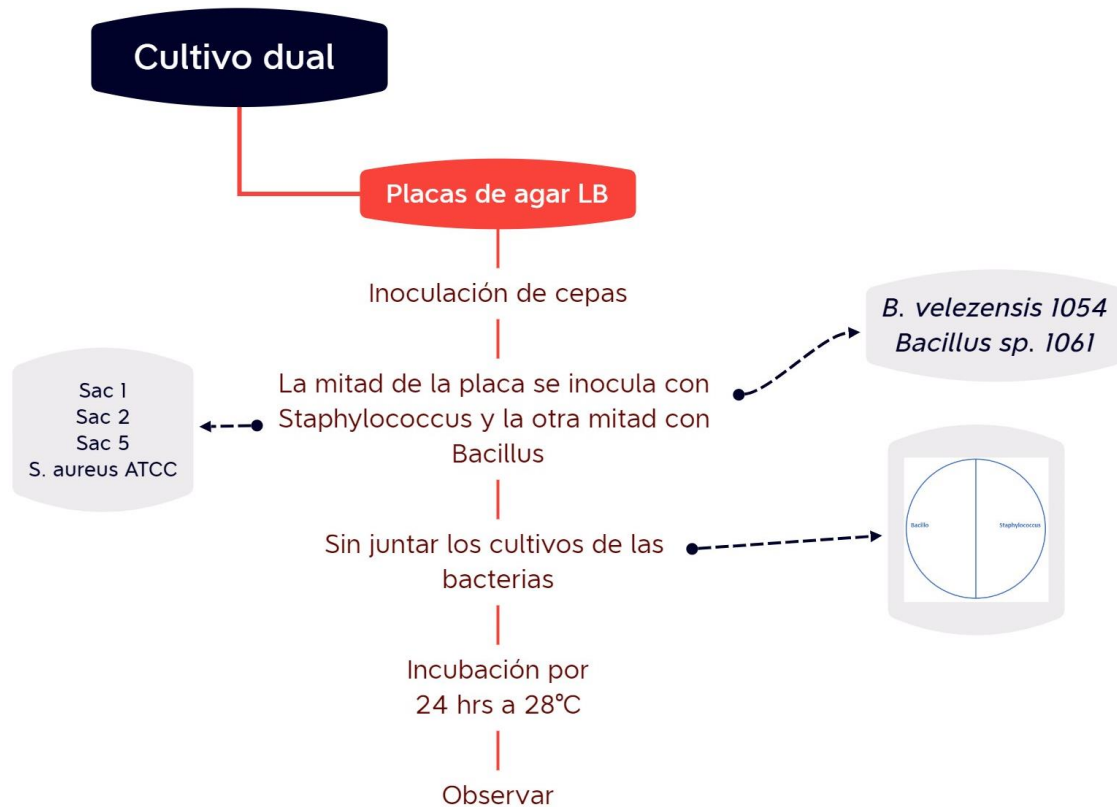 Cultivo dual
Placas de agar LB
Inoculación de cepas
B. velezensis 1054
Bacillus sp. 1061
La mitad de la placa se inocula con
Staphylococcus y la otra mitad con
Bacillus
Sac 1
Sac 2
Sac 5
S. aureus ATCC
Sin juntar los cultivos de las
bacterias
Bacillo
Staphylococcus
Incubación por
24 hrs a 28°C
Observar